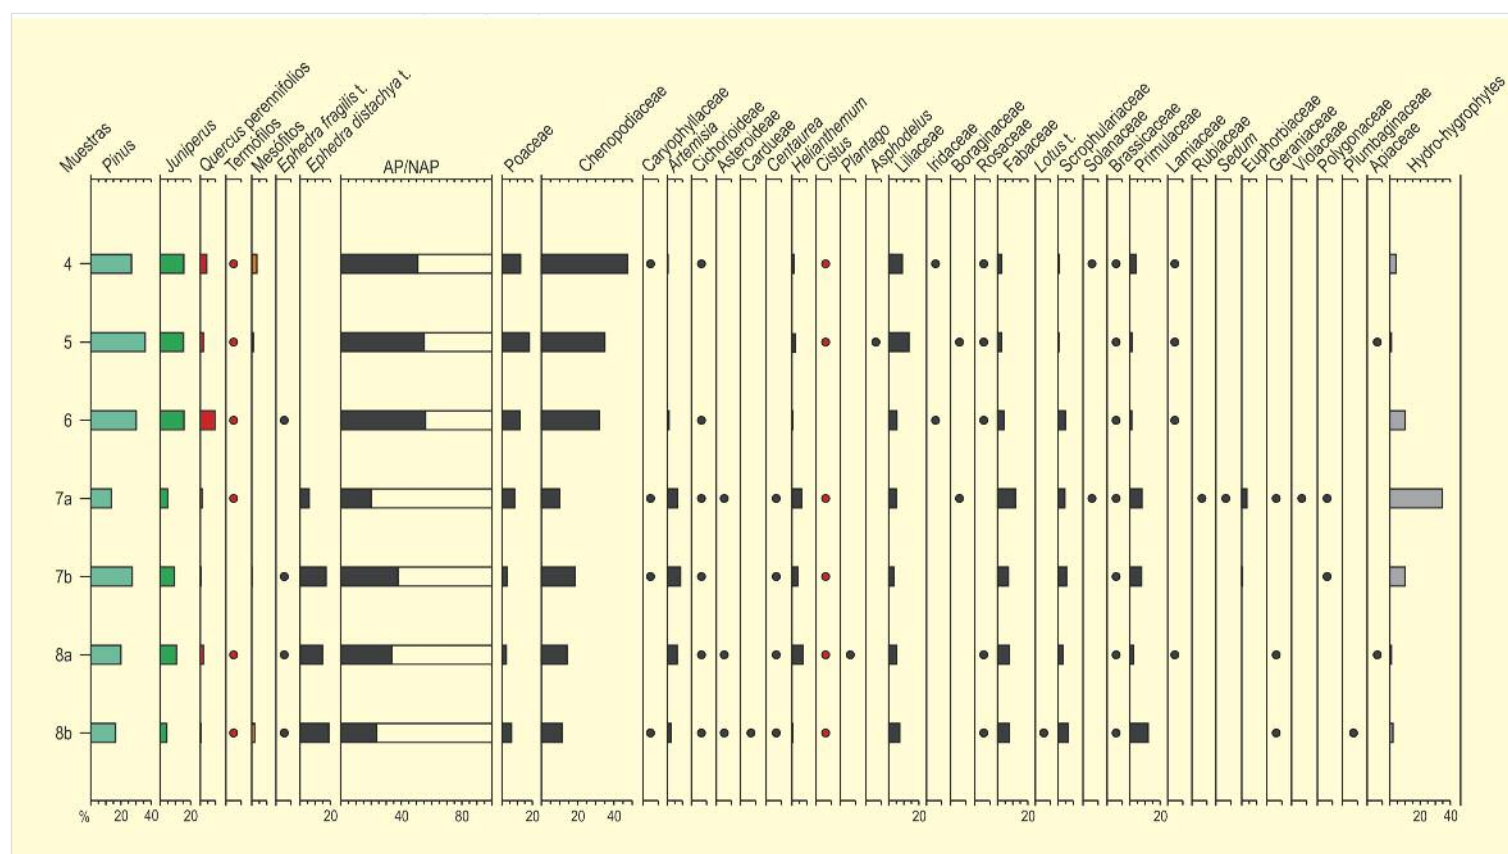 Muestras
Pinus
Juniperus
Quercus perennifolios
Termófilos
Mesófitos
Ephedra fragilis t.
Ephedra distachya t.
AP/NAP
Poaceae
Chenopodiaceae
Caryophyllaceae
Artemisia
Cichorioideae
Asteroideae
Cardueae
Centaurea
Helianthemum
Cistus
Plantago
Asphodelus
Liliaceae
Iridaceae
Boraginaceae
Rosaceae
Fabaceae
Lotus t.
Scrophulariaceae
Solanaceae
Brassicaceae
Primulaceae
Lamiaceae
Rubiaceae
Sedum
Euphorbiaceae
Geraniaceae
Violaceae
Polygonaceae
Plumbaginaceae
Apiaceae
Hydro-hygrophytes
4
5
6
7a
7b
8a
8b
% 20 40 20 20 40 80 20 20 40 20 20 20 20 40